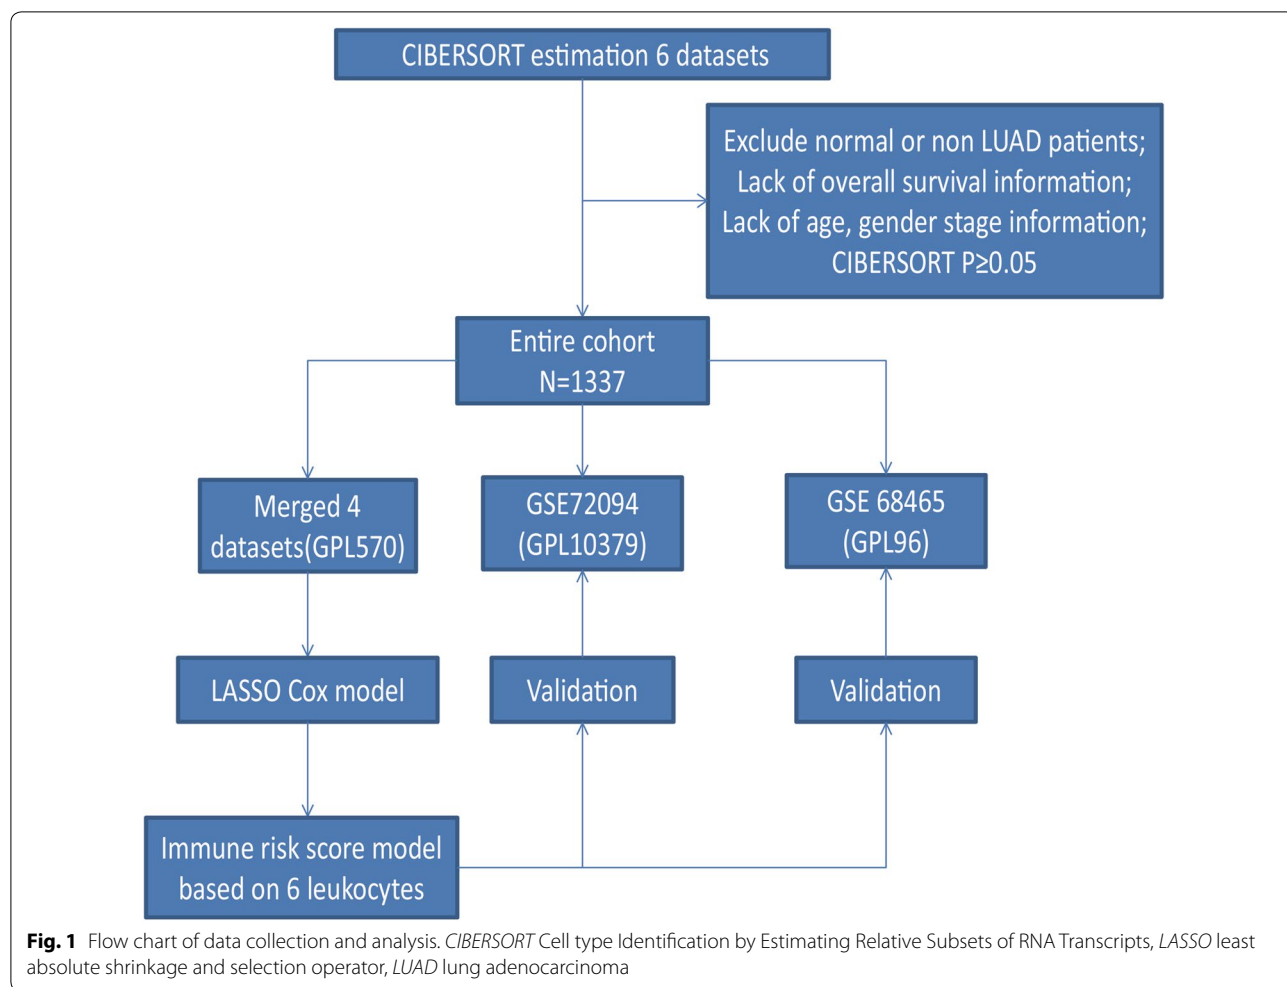 CIBERSORT estimation 6 datasets
Exclude normal or non LUAD patients;
Lack of overall survival information;
Lack of age, gender stage information;
CIBERSORT P≥0.05
Entire cohort
N=1337
Merged 4
datasets(GPL570)
GSE72094
(GPL10379)
GSE 68465
(GPL96)
LASSO Cox model
Validation
Validation
Immune risk score model
based on 6 leukocytes
Fig. 1 Flow chart of data collection and analysis. CIBERSORT Cell type Identification by Estimating Relative Subsets of RNA Transcripts, LASSO least
absolute shrinkage and selection operator, LUAD lung adenocarcinoma